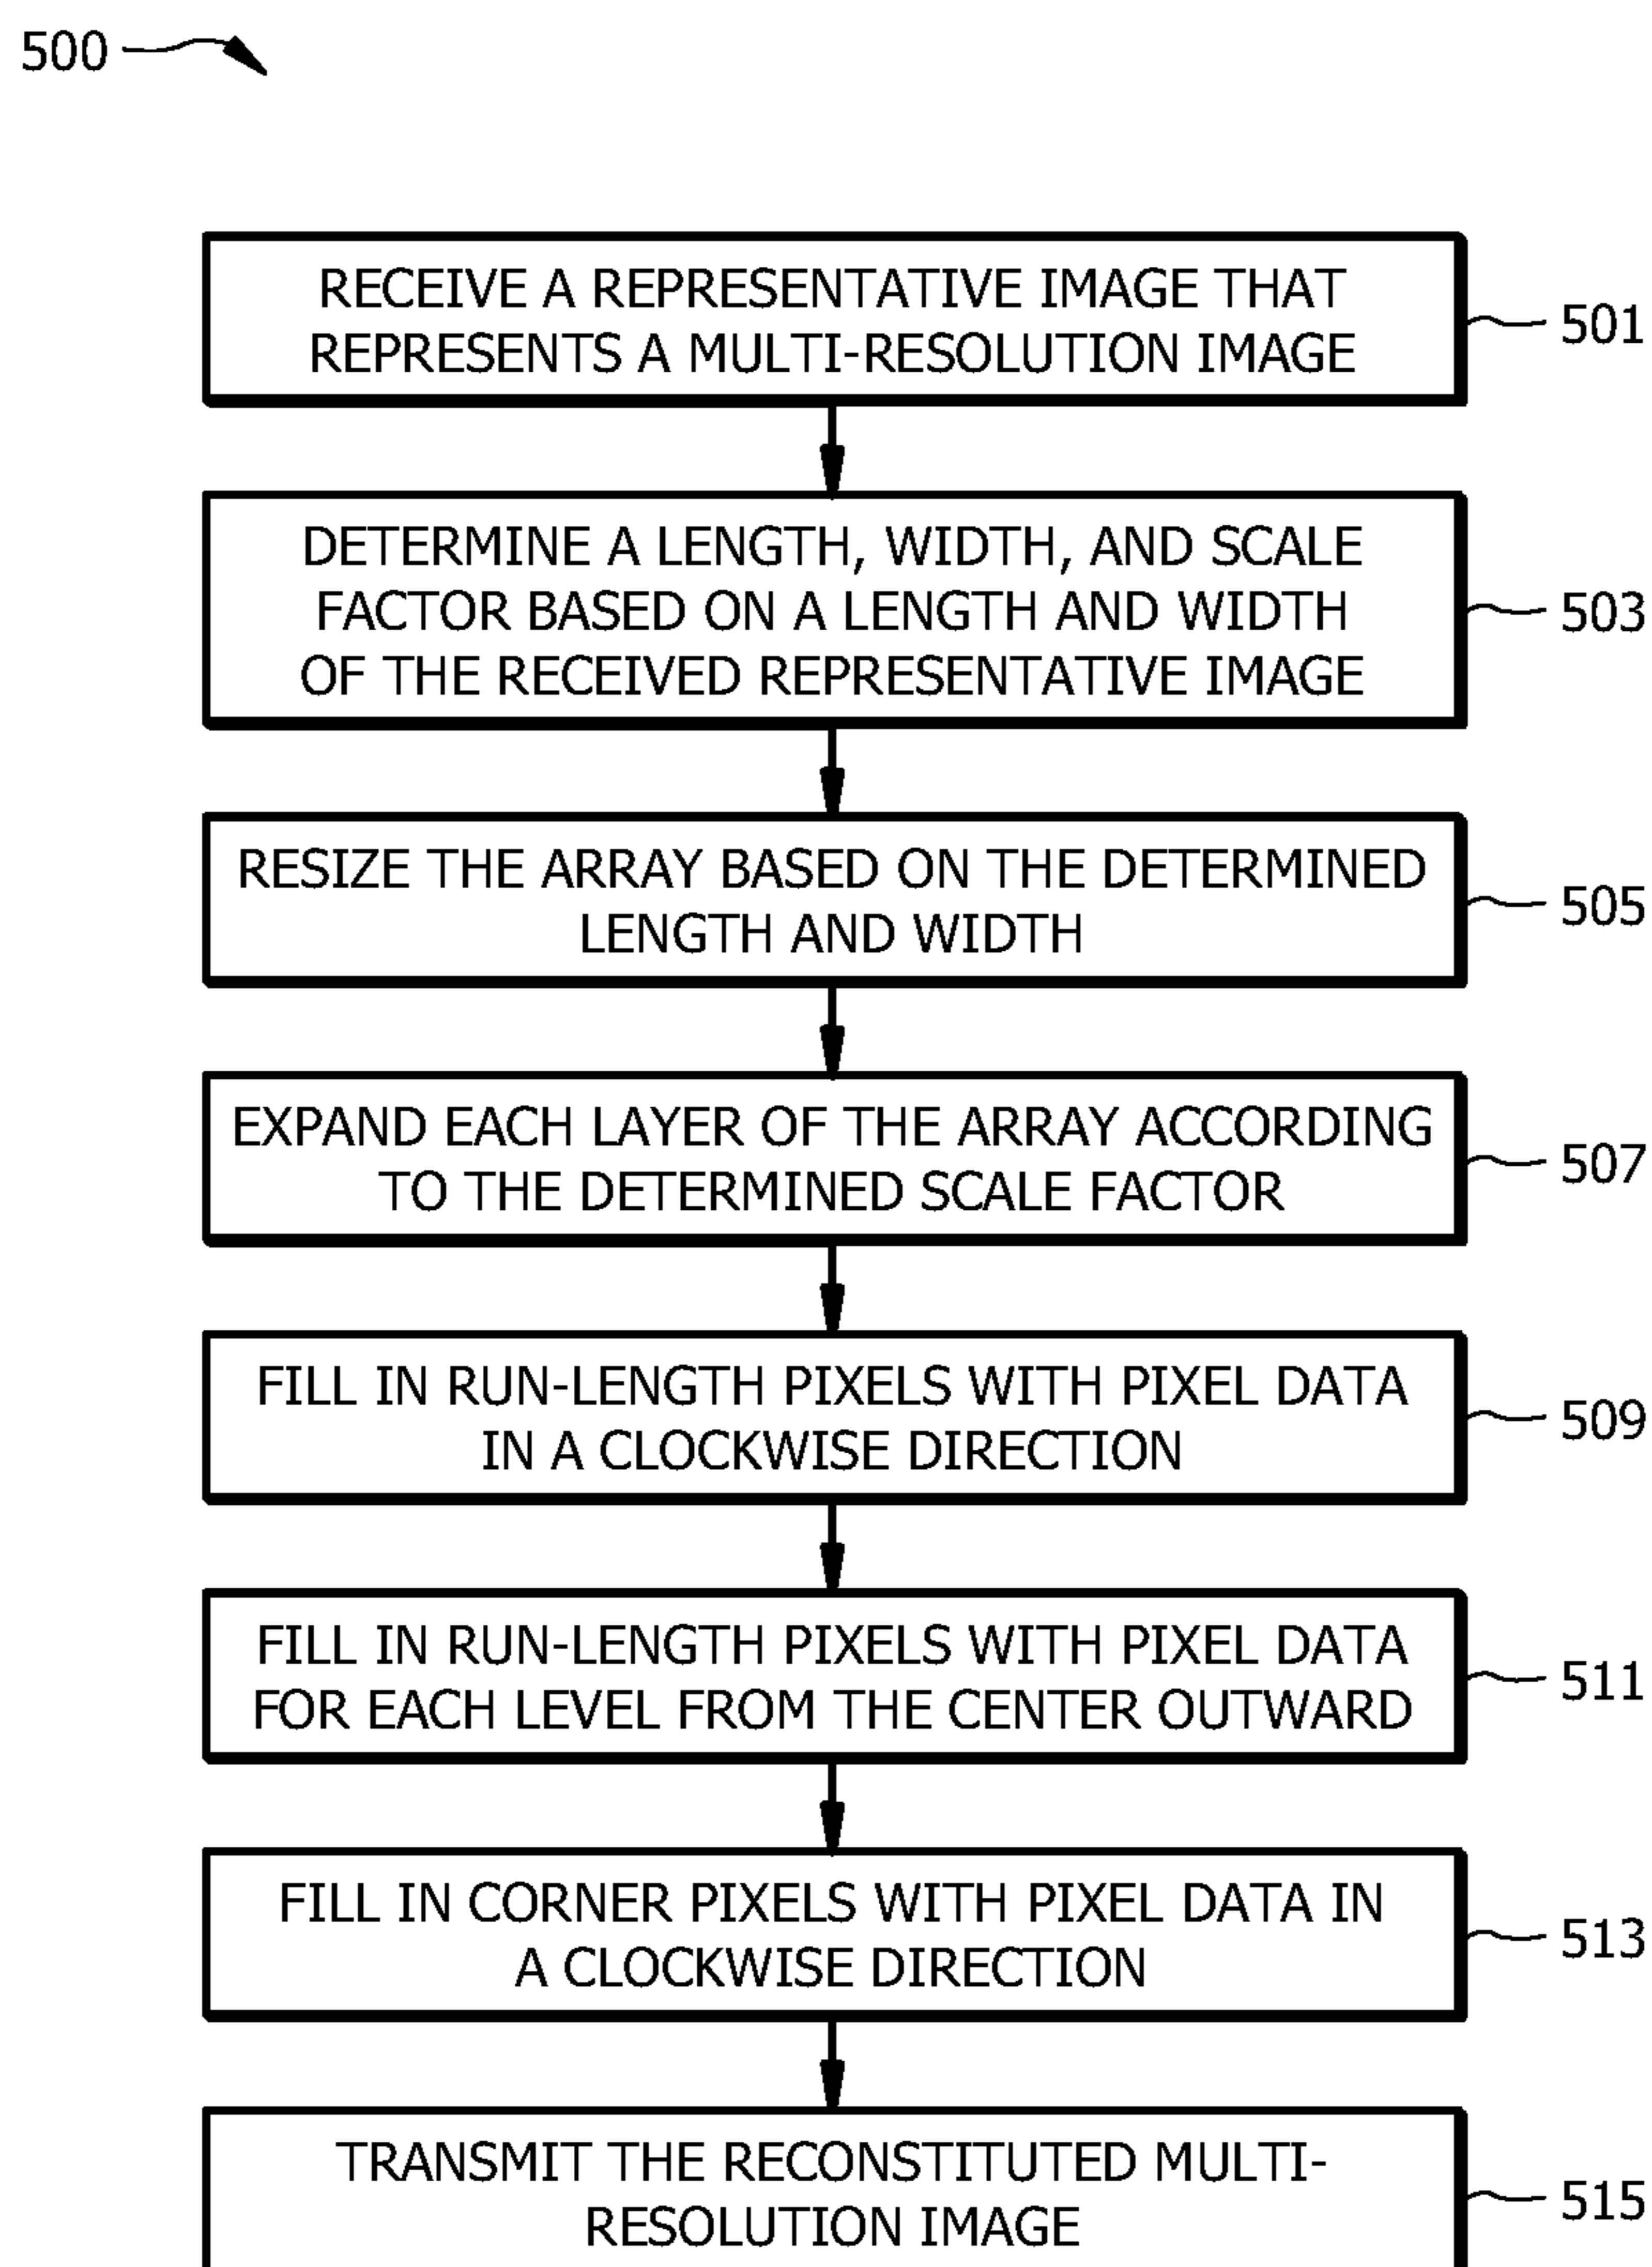 500
RECEIVE A REPRESENTATIVE IMAGE THAT
REPRESENTS A MULTI-RESOLUTION IMAGE
501
DETERMINE A LENGTH, WIDTH, AND SCALE
FACTOR BASED ON A LENGTH AND WIDTH
OF THE RECEIVED REPRESENTATIVE IMAGE
503
RESIZE THE ARRAY BASED ON THE DETERMINED
LENGTH AND WIDTH
505
EXPAND EACH LAYER OF THE ARRAY ACCORDING
TO THE DETERMINED SCALE FACTOR
507
FILL IN RUN-LENGTH PIXELS WITH PIXEL DATA
IN A CLOCKWISE DIRECTION
509
FILL IN RUN-LENGTH PIXELS WITH PIXEL DATA
FOR EACH LEVEL FROM THE CENTER OUTWARD
511
FILL IN CORNER PIXELS WITH PIXEL DATA IN
A CLOCKWISE DIRECTION
513
TRANSMIT THE RECONSTITUTED MULTI-
RESOLUTION IMAGE
515